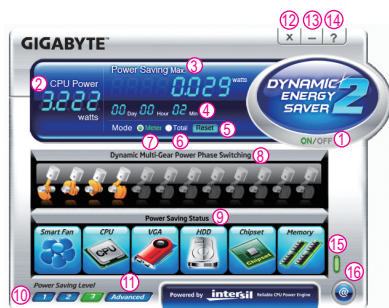 ⑫ ⑬ ⑭
X – ?
GIGABYTE™
③
Power Saving Max.
② CPU Power
0.029 watts
3.222
watts
00 Day 00 Hour 02 Min ④
Mode Meter Total Reset ⑤
⑦ ⑥
DYNAMIC
ENERGY
SAVER 2
ON/OFF ①
Dynamic Multi-Gear Power Phase Switching ⑧
Power Saving Status ⑨
Smart Fan CPU VGA HDD Chipset Memory
CPU
Chipset
⑮
⑪ ⑯
Power Saving Level
⑩ 1 2 3 Advanced
Powered by intersil Reliable CPU Power Engine
@